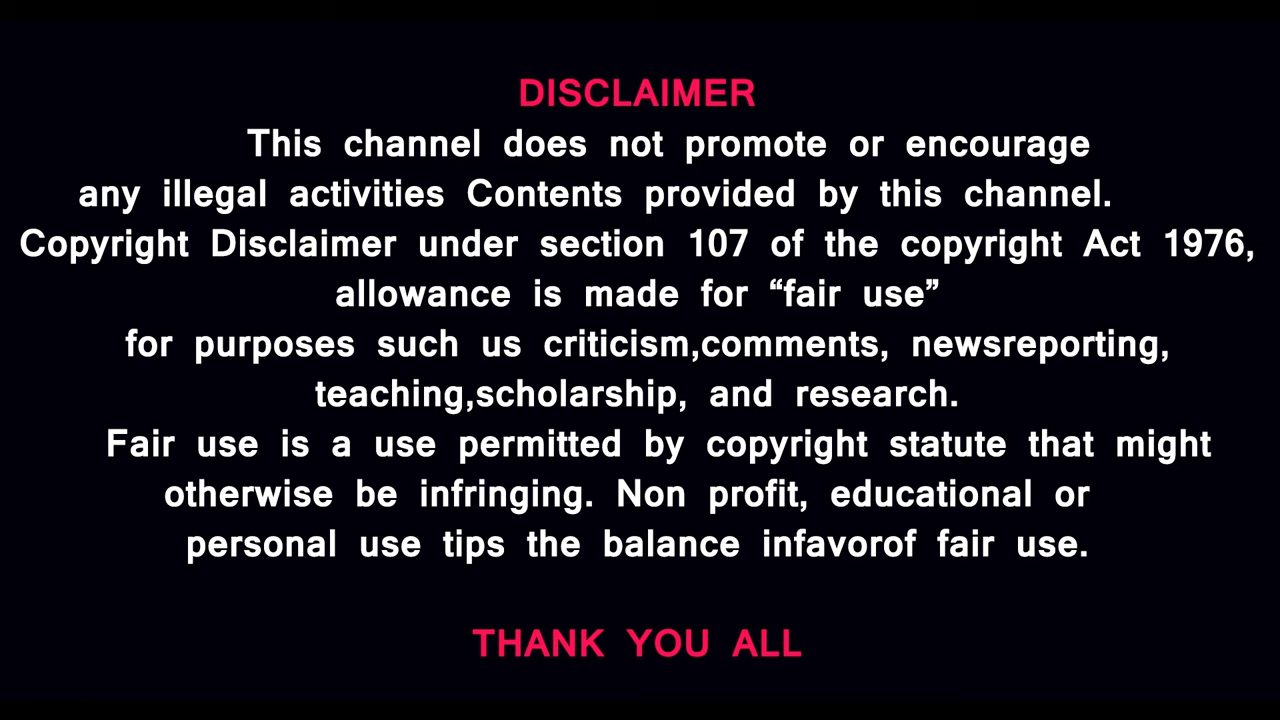 DISCLAIMER
This channel does not promote or encourage
any illegal activities Contents provided by this channel.
Copyright Disclaimer under section 107 of the copyright Act 1976,
allowance is made for “fair use”
for purposes such us criticism,comments, newsreporting,
teaching,scholarship, and research.
Fair use is a use permitted by copyright statute that might
otherwise be infringing. Non profit, educational or
personal use tips the balance infavorof fair use.
THANK YOU ALL